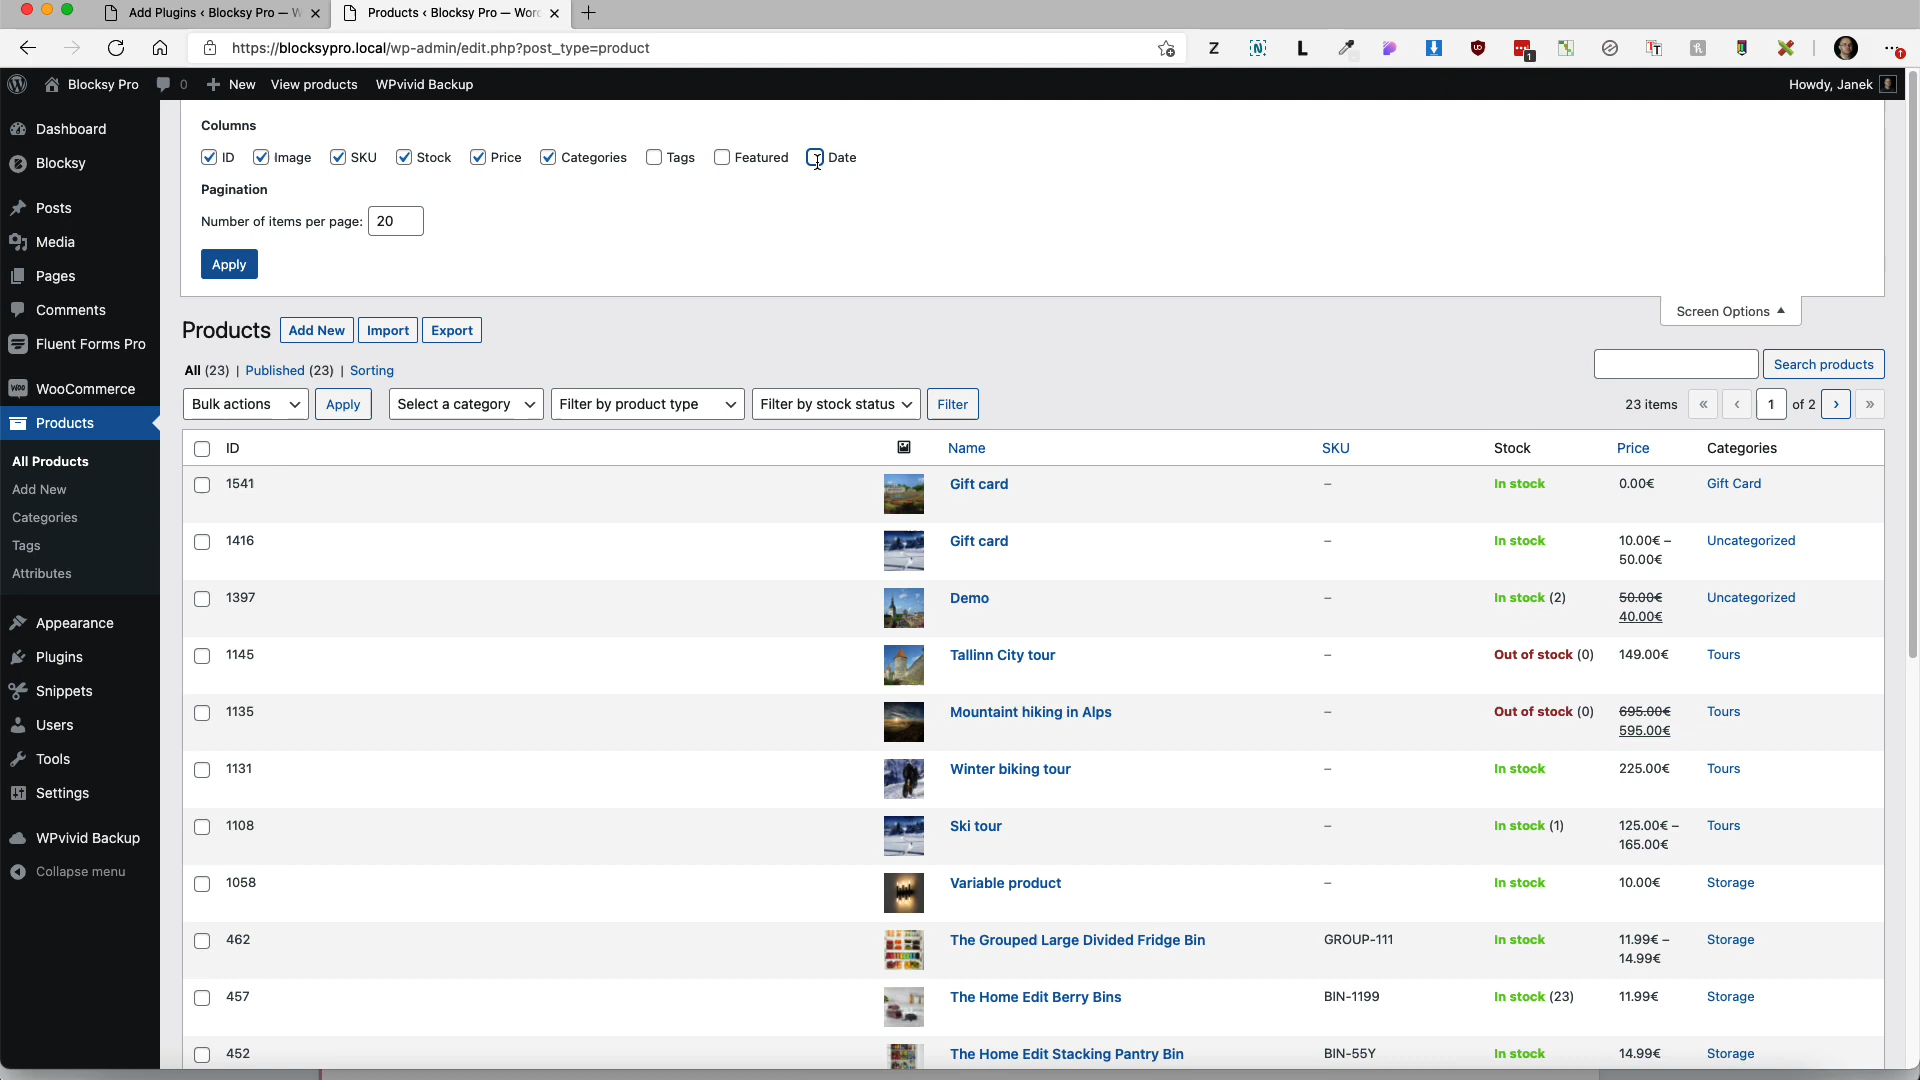 Add Plugins ‹ Blocksy Pro — W
Products ‹ Blocksy Pro — Wor
https://blocksypro.local/wp-admin/edit.php?post_type=product
Blocksy Pro 0 New View products WPvivid Backup
Howdy, Janek
Dashboard
Blocksy
Posts
Media
Pages
Comments
Fluent Forms Pro
WooCommerce
Products
All Products
Add New
Categories
Tags
Attributes
Appearance
Plugins
Snippets
Users
Tools
Settings
WPvivid Backup
Collapse menu
Columns
ID Image SKU Stock Price Categories Tags Featured Date
Pagination
Number of items per page: 20
Apply
Screen Options
Products Add New Import Export
All (23) | Published (23) | Sorting
Search products
Bulk actions Apply Select a category Filter by product type Filter by stock status Filter
23 items « ‹ 1 of 2 › »
ID Name SKU Stock Price Categories
1541 Gift card – In stock 0.00€ Gift Card
1416 Gift card – In stock 10.00€ – Uncategorized
50.00€
1397 Demo – In stock (2) 50.00€ Uncategorized
40.00€
1145 Tallinn City tour – Out of stock (0) 149.00€ Tours
1135 Mountaint hiking in Alps – Out of stock (0) 695.00€ Tours
595.00€
1131 Winter biking tour – In stock 225.00€ Tours
1108 Ski tour – In stock (1) 125.00€ – Tours
165.00€
1058 Variable product – In stock 10.00€ Storage
462 The Grouped Large Divided Fridge Bin GROUP-111 In stock 11.99€ – Storage
14.99€
457 The Home Edit Berry Bins BIN-1199 In stock (23) 11.99€ Storage
452 The Home Edit Stacking Pantry Bin BIN-55Y In stock 14.99€ Storage